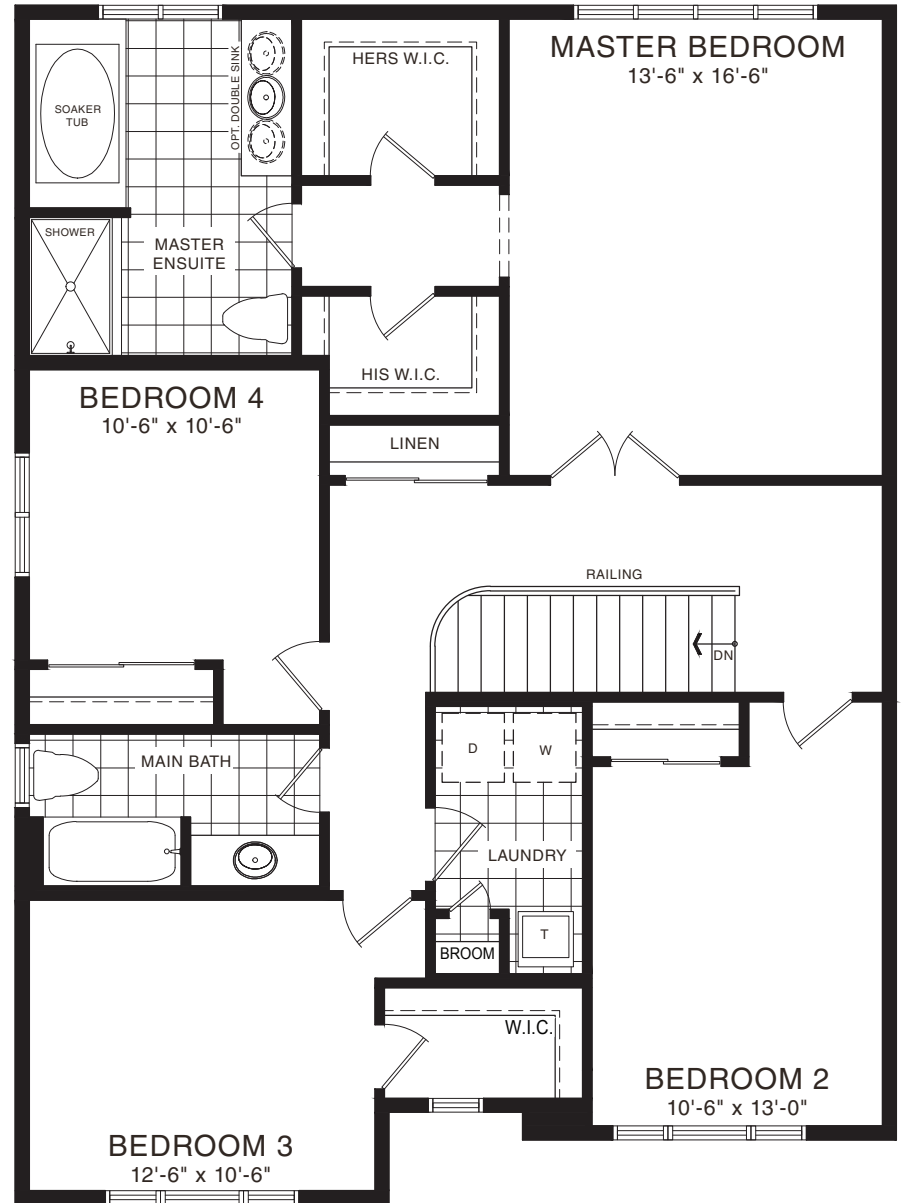 HERS W.I.C.
MASTER BEDROOM
13'-6" x 16'-6"
OPT. DOUBLE SINK
SOAKER
TUB
SHOWER
MASTER
ENSUITE
HIS W.I.C.
BEDROOM 4
10'-6" x 10'-6"
LINEN
RAILING
DN
MAIN BATH
D
W
LAUNDRY
T
BROOM
W.I.C.
BEDROOM 2
10'-6" x 13'-0"
BEDROOM 3
12'-6" x 10'-6"